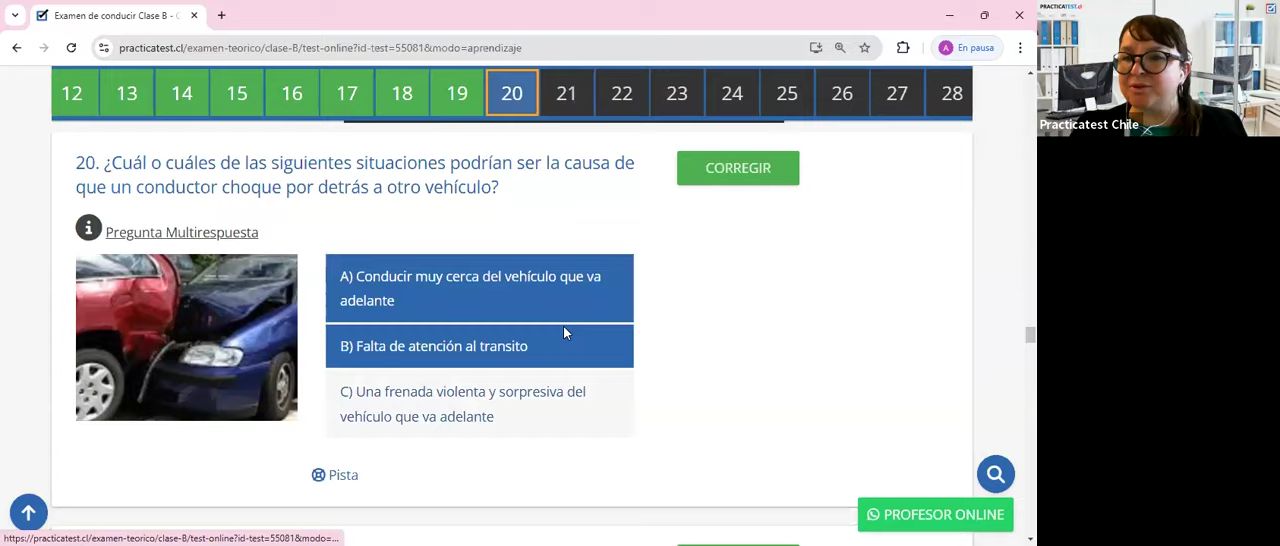 Examen de conducir Clase B - C
practicatest.cl/examen-teorico/clase-B/test-online?id-test=55081&modo=aprendizaje
A En pausa
PRACTICATEST.cl
Practicatest Chile
12 13 14 15 16 17 18 19 20 21 22 23 24 25 26 27 28
20. ¿Cuál o cuáles de las siguientes situaciones podrían ser la causa de
que un conductor choque por detrás a otro vehículo?
CORREGIR
Pregunta Multirespuesta
A) Conducir muy cerca del vehículo que va
adelante
B) Falta de atención al transito
C) Una frenada violenta y sorpresiva del
vehículo que va adelante
Pista
PROFESOR ONLINE
https://practicatest.cl/examen-teorico/clase-B/test-online?id-test=55081&modo=...